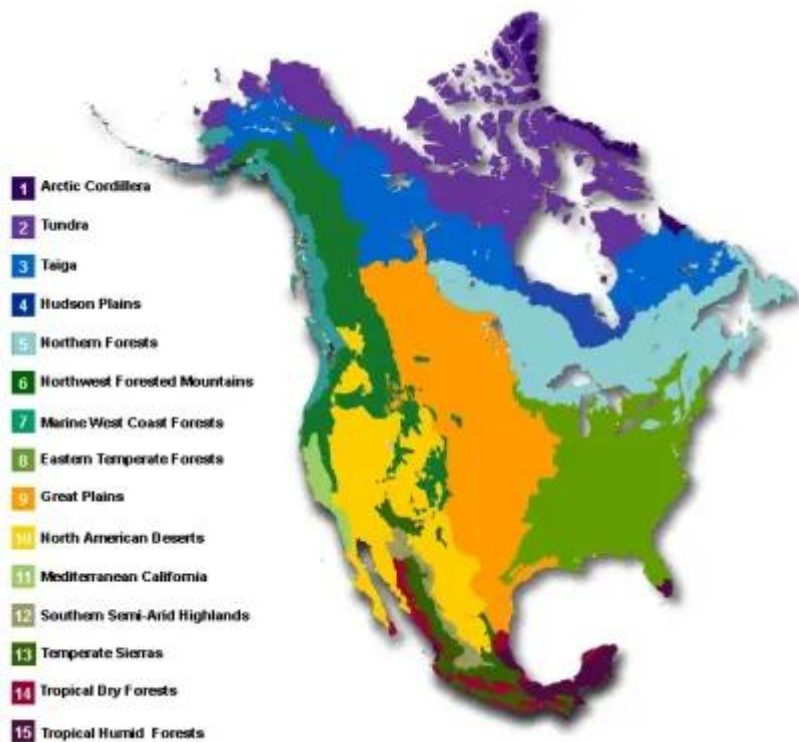 1 Arctic Cordillera
2 Tundra
3 Taiga
4 Hudson Plains
5 Northern Forests
6 Northwest Forested Mountains
7 Marine West Coast Forests
8 Eastern Temperate Forests
9 Great Plains
10 North American Deserts
11 Mediterranean California
12 Southern Semi-Arid Highlands
13 Temperate Sierras
14 Tropical Dry Forests
15 Tropical Humid Forests